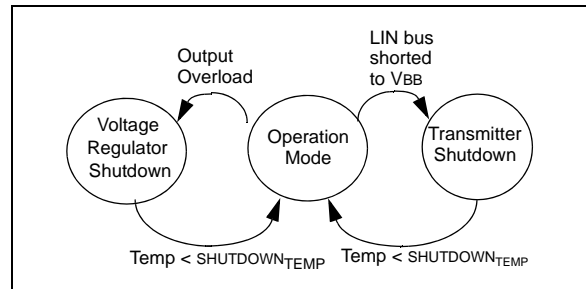 Output
Overload
LIN bus
shorted
to VBB
Voltage
Regulator
Shutdown
Operation
Mode
Transmitter
Shutdown
Temp < SHUTDOWNTEMP
Temp < SHUTDOWNTEMP